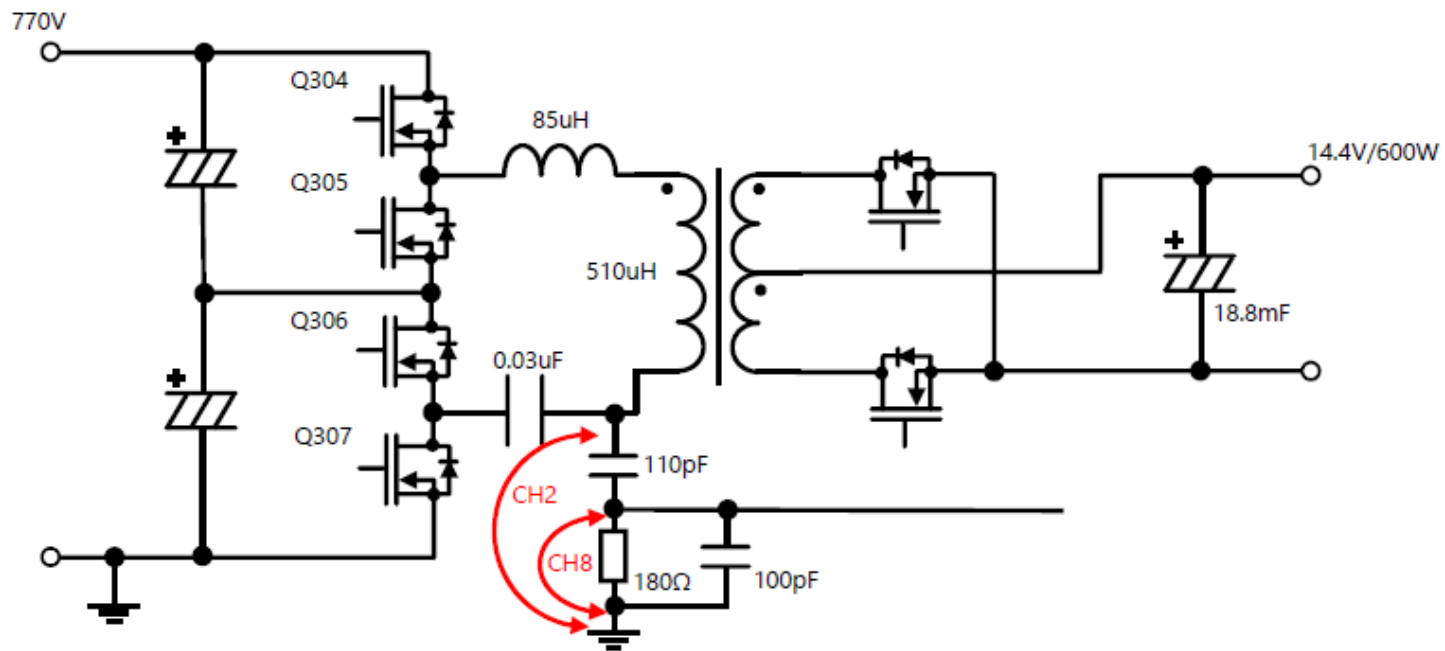 770V
Q304
85uH
14.4V/600W
Q305
510uH
Q306
18.8mF
0.03uF
Q307
110pF
CH2
CH8
180Ω
100pF